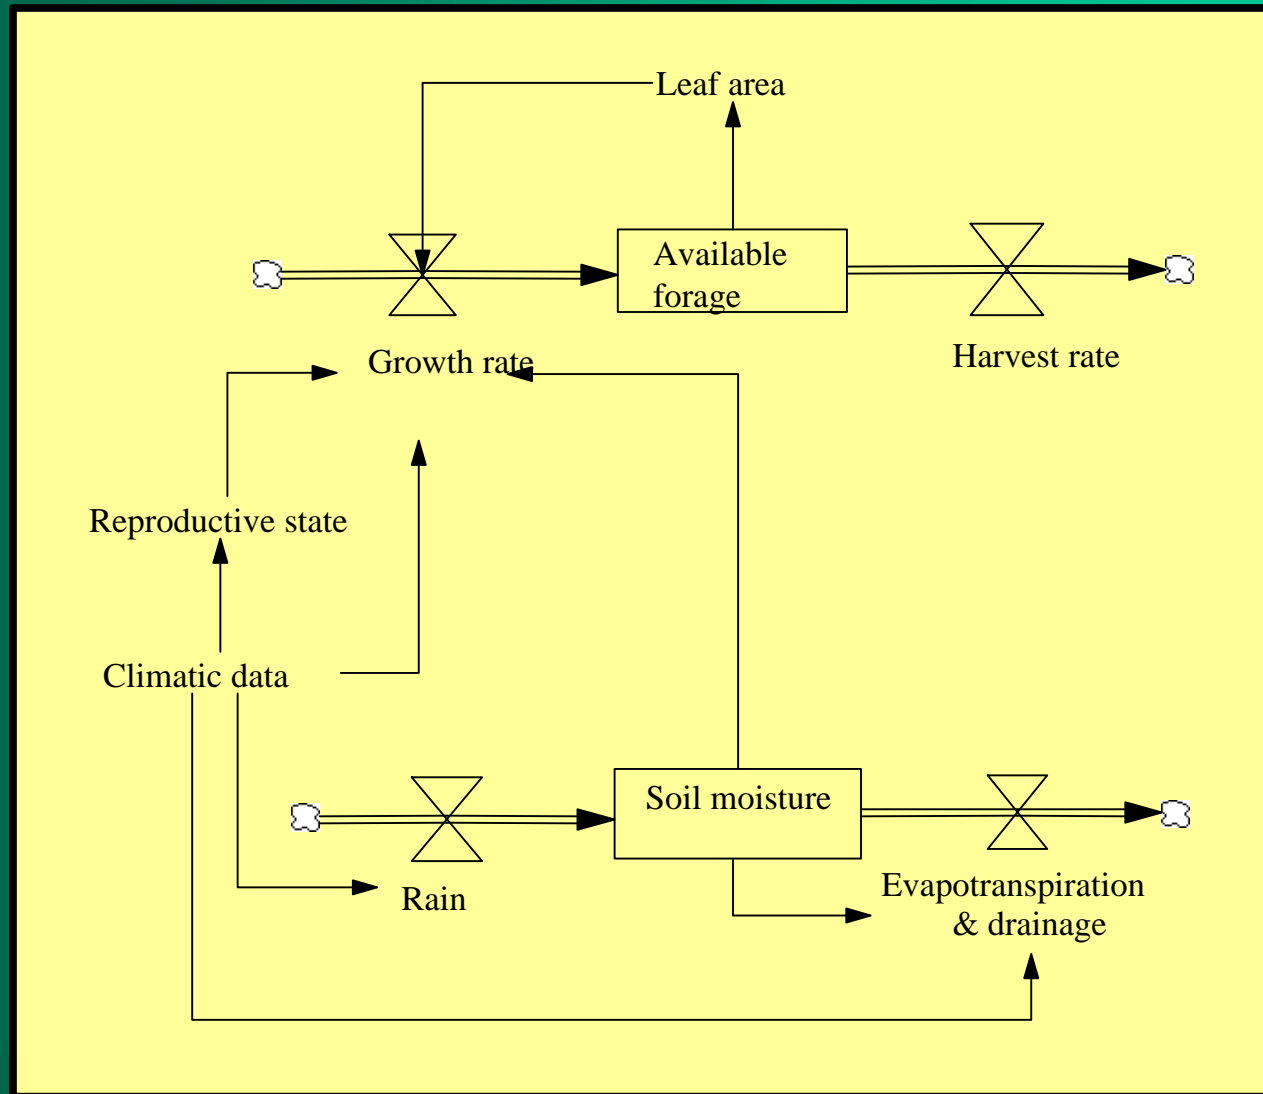 Leaf area
Available
forage
Growth rate
Harvest rate
Reproductive state
Climatic data
Soil moisture
Rain
Evapotranspiration
& drainage